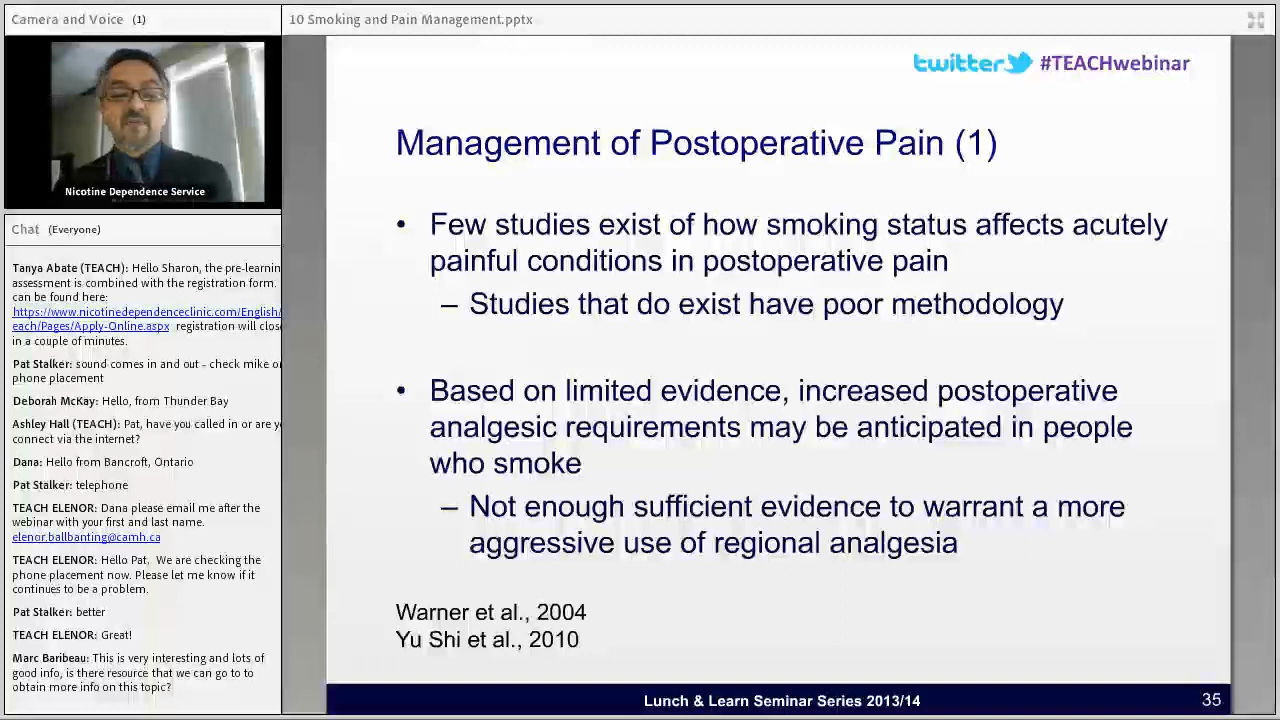 Camera and Voice (1)
10 Smoking and Pain Management.pptx
Nicotine Dependence Service
Chat (Everyone)
Tanya Abate (TEACH): Hello Sharon, the pre-learnin
assessment is combined with the registration form.
can be found here:
https://www.nicotinedependenceclinic.com/English/
each/Pages/Apply-Online.aspx registration will clos
in a couple of minutes.
Pat Stalker: sound comes in and out - check mike or
phone placement
Deborah McKay: Hello, from Thunder Bay
Ashley Hall (TEACH): Pat, have you called in or are y
connect via the internet?
Dana: Hello from Bancroft, Ontario
Pat Stalker: telephone
TEACH ELENOR: Dana please email me after the
webinar with your first and last name.
elenor.ballbanting@camh.ca
TEACH ELENOR: Hello Pat, We are checking the
phone placement now. Please let me know if it
continues to be a problem.
Pat Stalker: better
TEACH ELENOR: Great!
Marc Baribeau: This is very interesting and lots of
good info, is there resource that we can go to to
obtain more info on this topic?
twitter #TEACHwebinar
Management of Postoperative Pain (1)
• Few studies exist of how smoking status affects acutely
painful conditions in postoperative pain
– Studies that do exist have poor methodology
• Based on limited evidence, increased postoperative
analgesic requirements may be anticipated in people
who smoke
– Not enough sufficient evidence to warrant a more
aggressive use of regional analgesia
Warner et al., 2004
Yu Shi et al., 2010
Lunch & Learn Seminar Series 2013/14
35